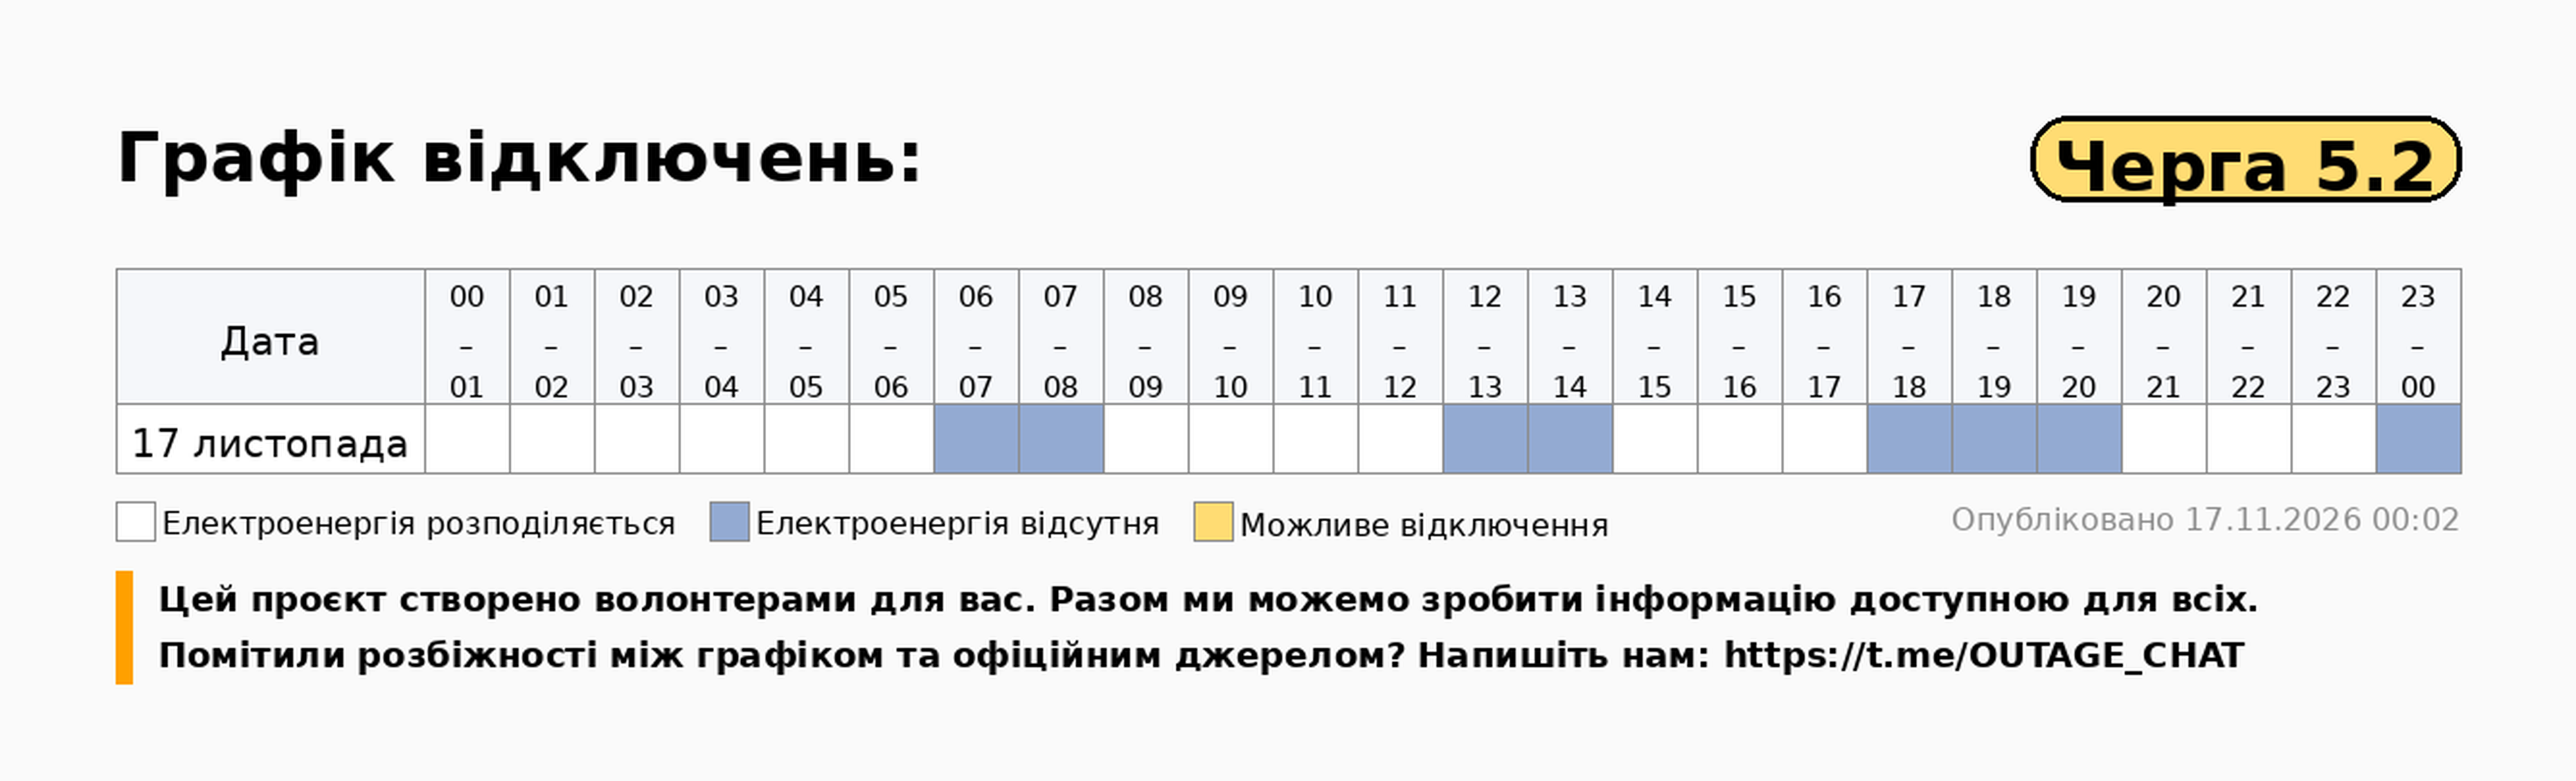 Графік відключень:
Черга 5.2
Дата 00 – 01 01 – 02 02 – 03 03 – 04 04 – 05 05 – 06 06 – 07 07 – 08 08 – 09 09 – 10 10 – 11 11 – 12 12 – 13 13 – 14 14 – 15 15 – 16 16 – 17 17 – 18 18 – 19 19 – 20 20 – 21 21 – 22 22 – 23 23 – 00
17 листопада
Електроенергія розподіляється Електроенергія відсутня Можливе відключення
Опубліковано 17.11.2026 00:02
Цей проєкт створено волонтерами для вас. Разом ми можемо зробити інформацію доступною для всіх.
Помітили розбіжності між графіком та офіційним джерелом? Напишіть нам: https://t.me/OUTAGE_CHAT